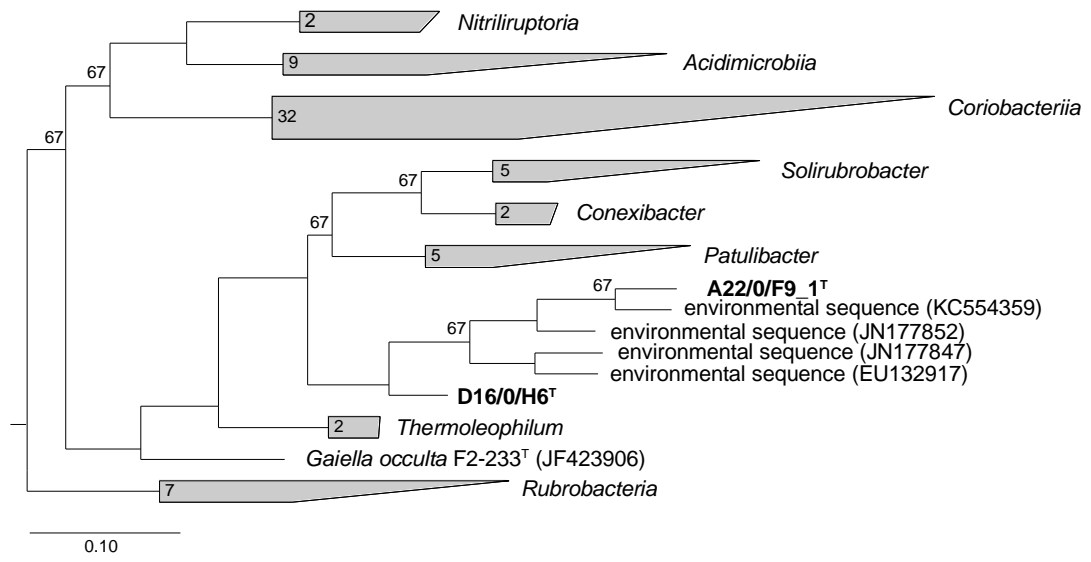 2 Nitriliruptoria
67
9 Acidimicrobiia
32 Coriobacteriia
67
5 Solirubrobacter
67
2 Conexibacter
67
5 Patulibacter
67 A22/0/F9_1ᵀ
environmental sequence (KC554359)
67
environmental sequence (JN177852)
environmental sequence (JN177847)
environmental sequence (EU132917)
D16/0/H6ᵀ
2 Thermoleophilum
Gaiella occulta F2-233ᵀ (JF423906)
7 Rubrobacteria
0.10